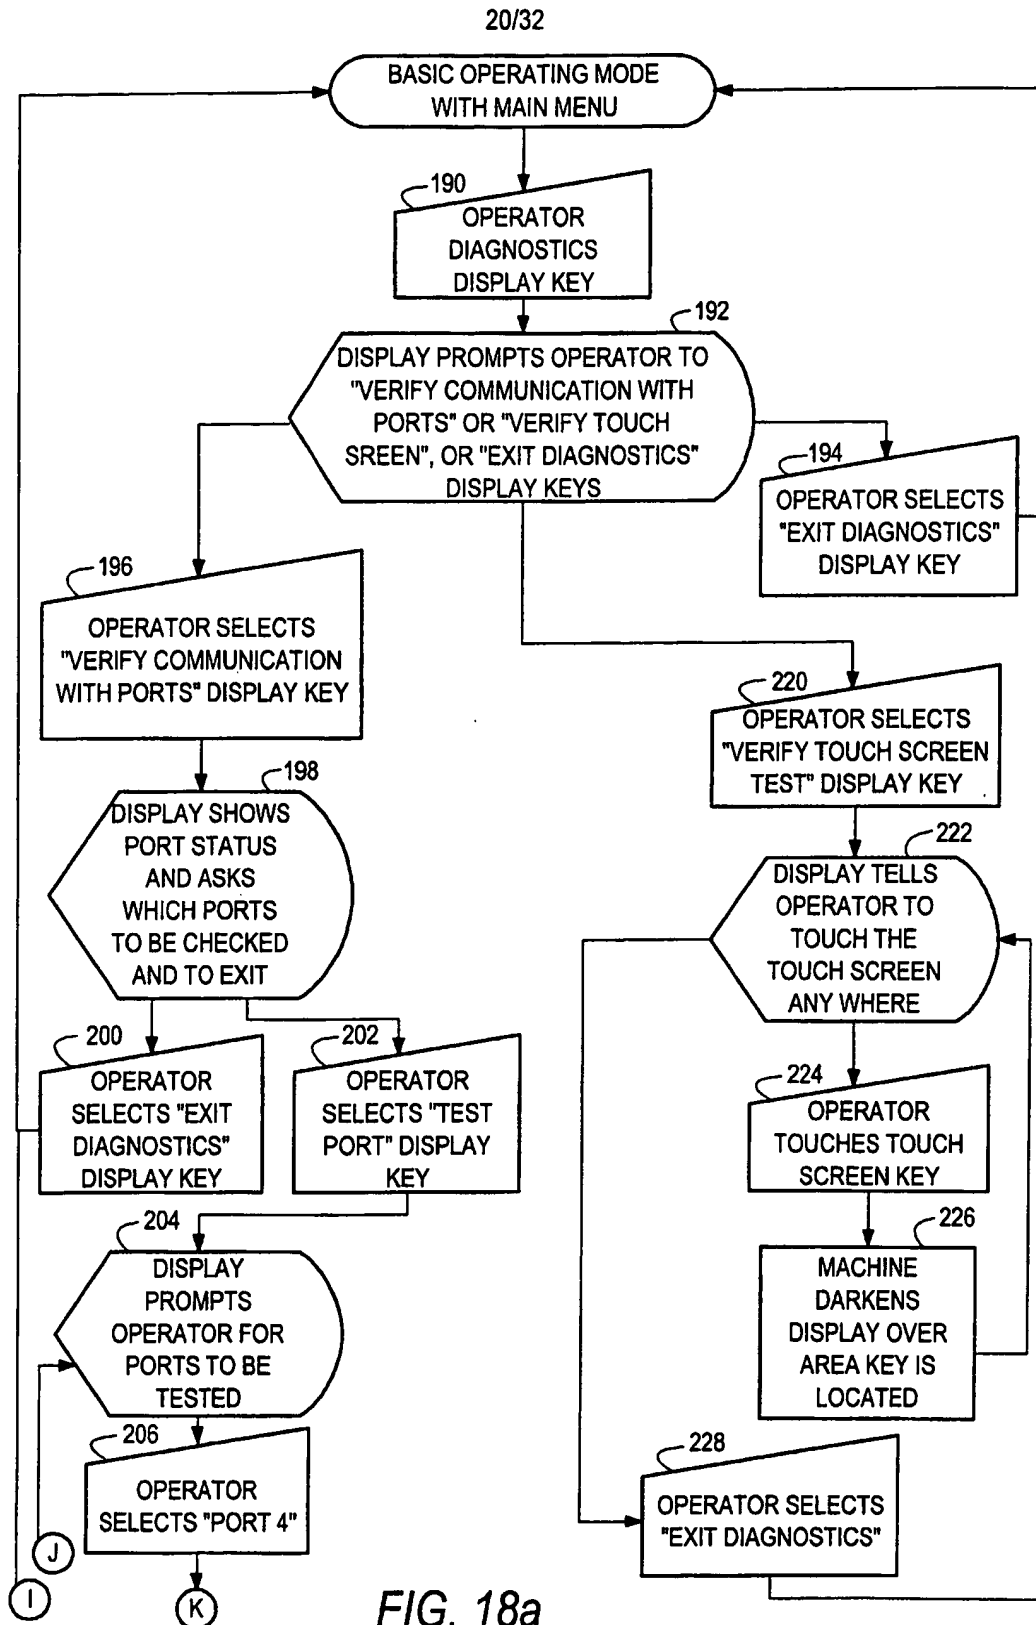 20/32
BASIC OPERATING MODE
WITH MAIN MENU
190
OPERATOR
DIAGNOSTICS
DISPLAY KEY
192
DISPLAY PROMPTS OPERATOR TO
"VERIFY COMMUNICATION WITH
PORTS" OR "VERIFY TOUCH
SREEN", OR "EXIT DIAGNOSTICS"
DISPLAY KEYS
194
OPERATOR SELECTS
"EXIT DIAGNOSTICS"
DISPLAY KEY
196
OPERATOR SELECTS
"VERIFY COMMUNICATION
WITH PORTS" DISPLAY KEY
198
DISPLAY SHOWS
PORT STATUS
AND ASKS
WHICH PORTS
TO BE CHECKED
AND TO EXIT
200
OPERATOR
SELECTS "EXIT
DIAGNOSTICS"
DISPLAY KEY
202
OPERATOR
SELECTS "TEST
PORT" DISPLAY
KEY
204
DISPLAY
PROMPTS
OPERATOR FOR
PORTS TO BE
TESTED
206
OPERATOR
SELECTS "PORT 4"
J
I
K
220
OPERATOR SELECTS
"VERIFY TOUCH SCREEN
TEST" DISPLAY KEY
222
DISPLAY TELLS
OPERATOR TO
TOUCH THE
TOUCH SCREEN
ANY WHERE
224
OPERATOR
TOUCHES TOUCH
SCREEN KEY
226
MACHINE
DARKENS
DISPLAY OVER
AREA KEY IS
LOCATED
228
OPERATOR SELECTS
"EXIT DIAGNOSTICS"
FIG. 18a